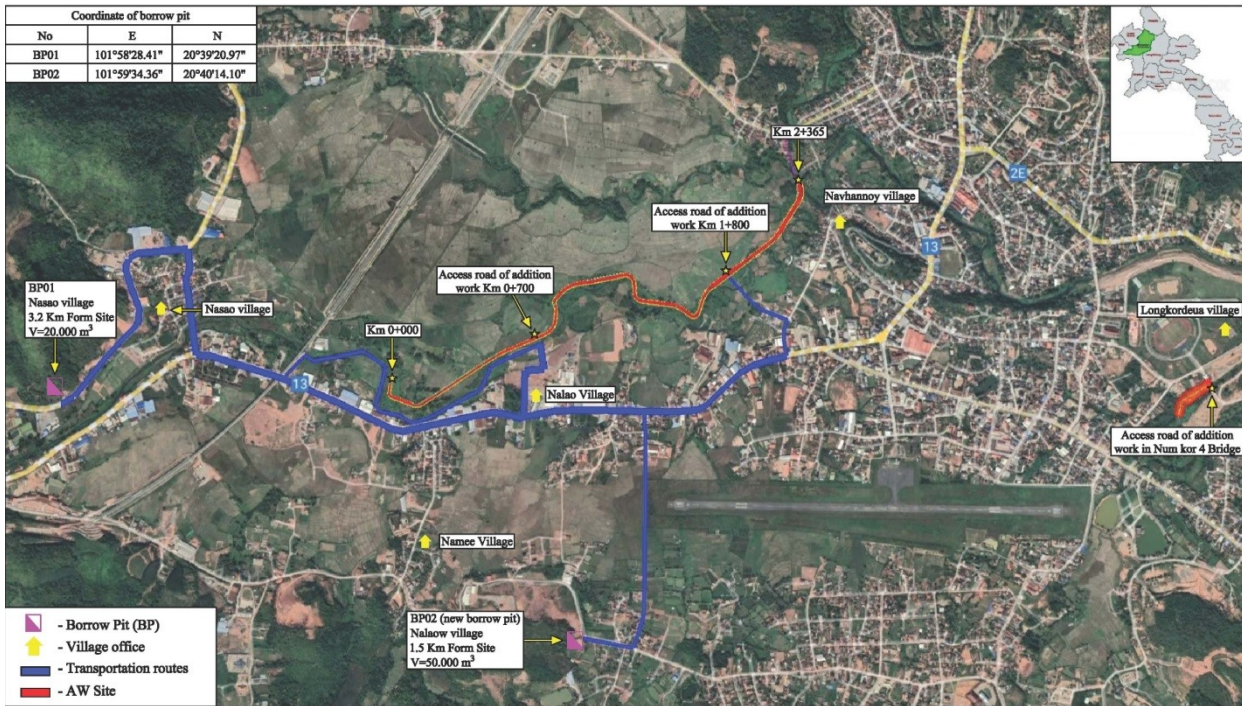 Coordinate of borrow pit
No E N
BP01 101°58'28.41" 20°39'20.97"
BP02 101°59'34.36" 20°40'14.10"
Km 2+365
2E
Navhannoy village
Access road of addition
work Km 1+800
13
Access road of addition
work Km 0+700
BP01
Nasao village
3.2 Km Form Site
V=20.000 m³
Nasao village
Longkordeua village
Km 0+000
13
Nalao Village
Access road of addition
work in Num kor 4 Bridge
Namee Village
BP02 (new borrow pit)
Nalaow village
1.5 Km Form Site
V=50.000 m³
- Borrow Pit (BP)
- Village office
- Transportation routes
- AW Site